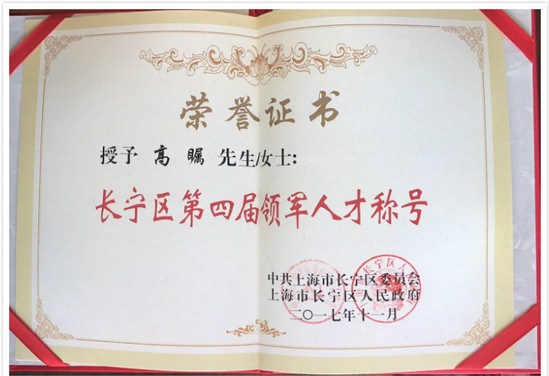 荣誉证书
授予 高瞩 先生/女士:
长宁区第四届领军人才称号
中共上海市长宁区委员会
上海市长宁区人民政府
二〇一七年十一月